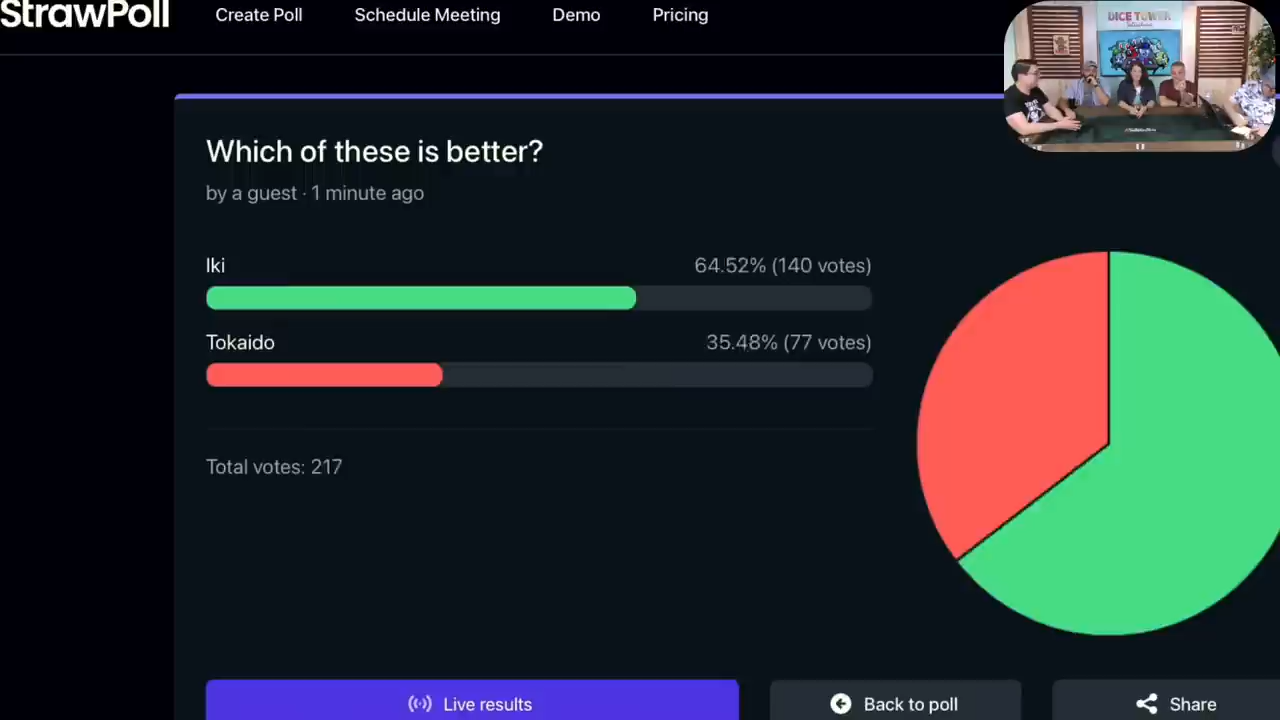 StrawPoll
Create Poll
Schedule Meeting
Demo
Pricing
DICE TOWER
Which of these is better?
by a guest · 1 minute ago
Iki
64.52% (140 votes)
Tokaido
35.48% (77 votes)
Total votes: 217
Live results
Back to poll
Share